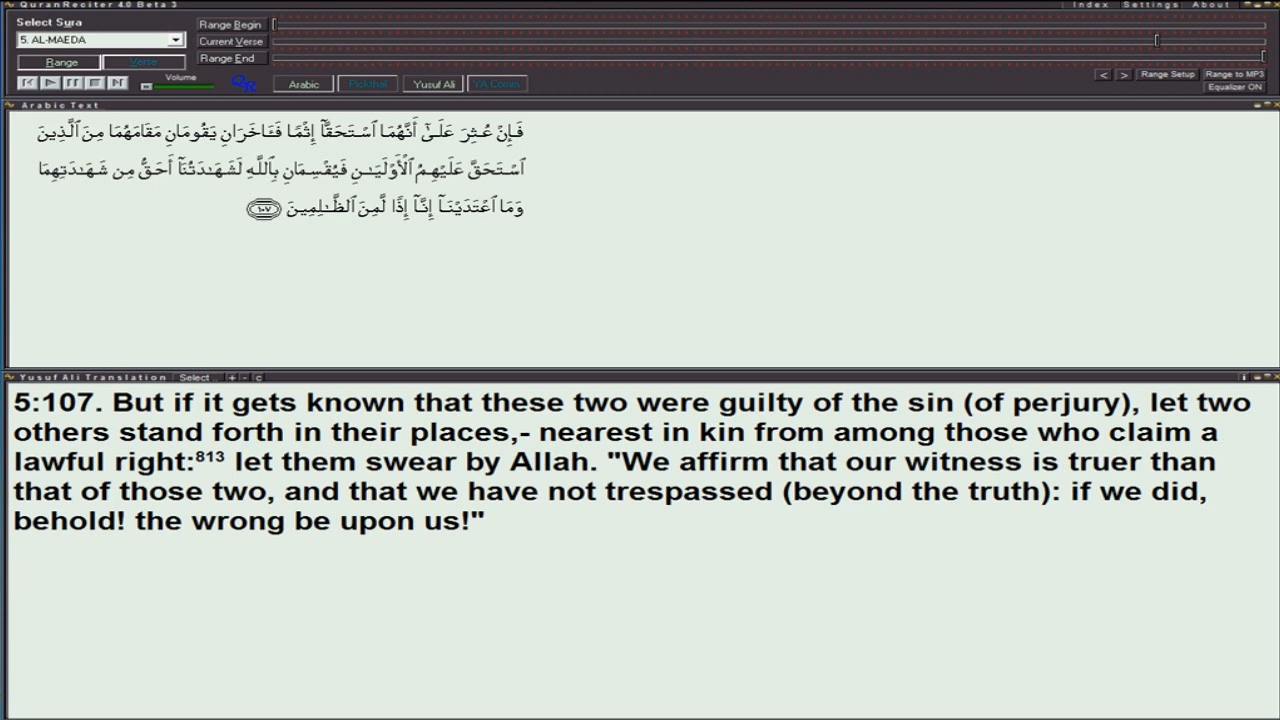 QuranReciter 4.0 Beta 3
Index Settings About
Select Sura
5. AL-MAEDA
Range Verse
Volume
Range Begin
Current Verse
Range End
QR
Arabic Pickthal Yusuf Ali YA Comm
< > Range Setup Range to MP3
Equalizer ON
Arabic Text
فَإِنْ عُثِرَ عَلَىٰٓ أَنَّهُمَا ٱسْتَحَقَّآ إِثْمًا فَـَٔاخَرَانِ يَقُومَانِ مَقَامَهُمَا مِنَ ٱلَّذِينَ
ٱسْتَحَقَّ عَلَيْهِمُ ٱلْأَوْلَيَـٰنِ فَيُقْسِمَانِ بِٱللَّهِ لَشَهَـٰدَتُنَآ أَحَقُّ مِن شَهَـٰدَتِهِمَا
وَمَا ٱعْتَدَيْنَآ إِنَّآ إِذًا لَّمِنَ ٱلظَّـٰلِمِينَ ١٠٧
Yusuf Ali Translation Select... + - c i
5:107. But if it gets known that these two were guilty of the sin (of perjury), let two
others stand forth in their places,- nearest in kin from among those who claim a
lawful right:813 let them swear by Allah. "We affirm that our witness is truer than
that of those two, and that we have not trespassed (beyond the truth): if we did,
behold! the wrong be upon us!"